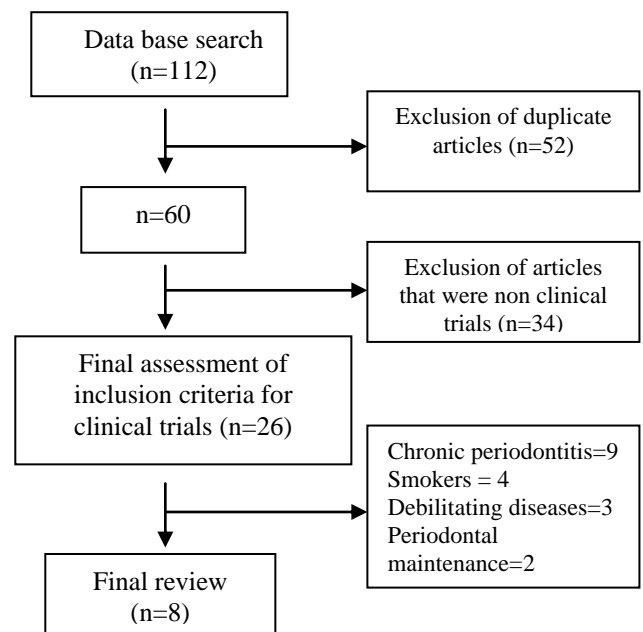 Data base search
(n=112)
Exclusion of duplicate
articles (n=52)
n=60
Exclusion of articles
that were non clinical
trials (n=34)
Final assessment of
inclusion criteria for
clinical trials (n=26)
Chronic periodontitis=9
Smokers = 4
Debilitating diseases=3
Periodontal
maintenance=2
Final review
(n=8)